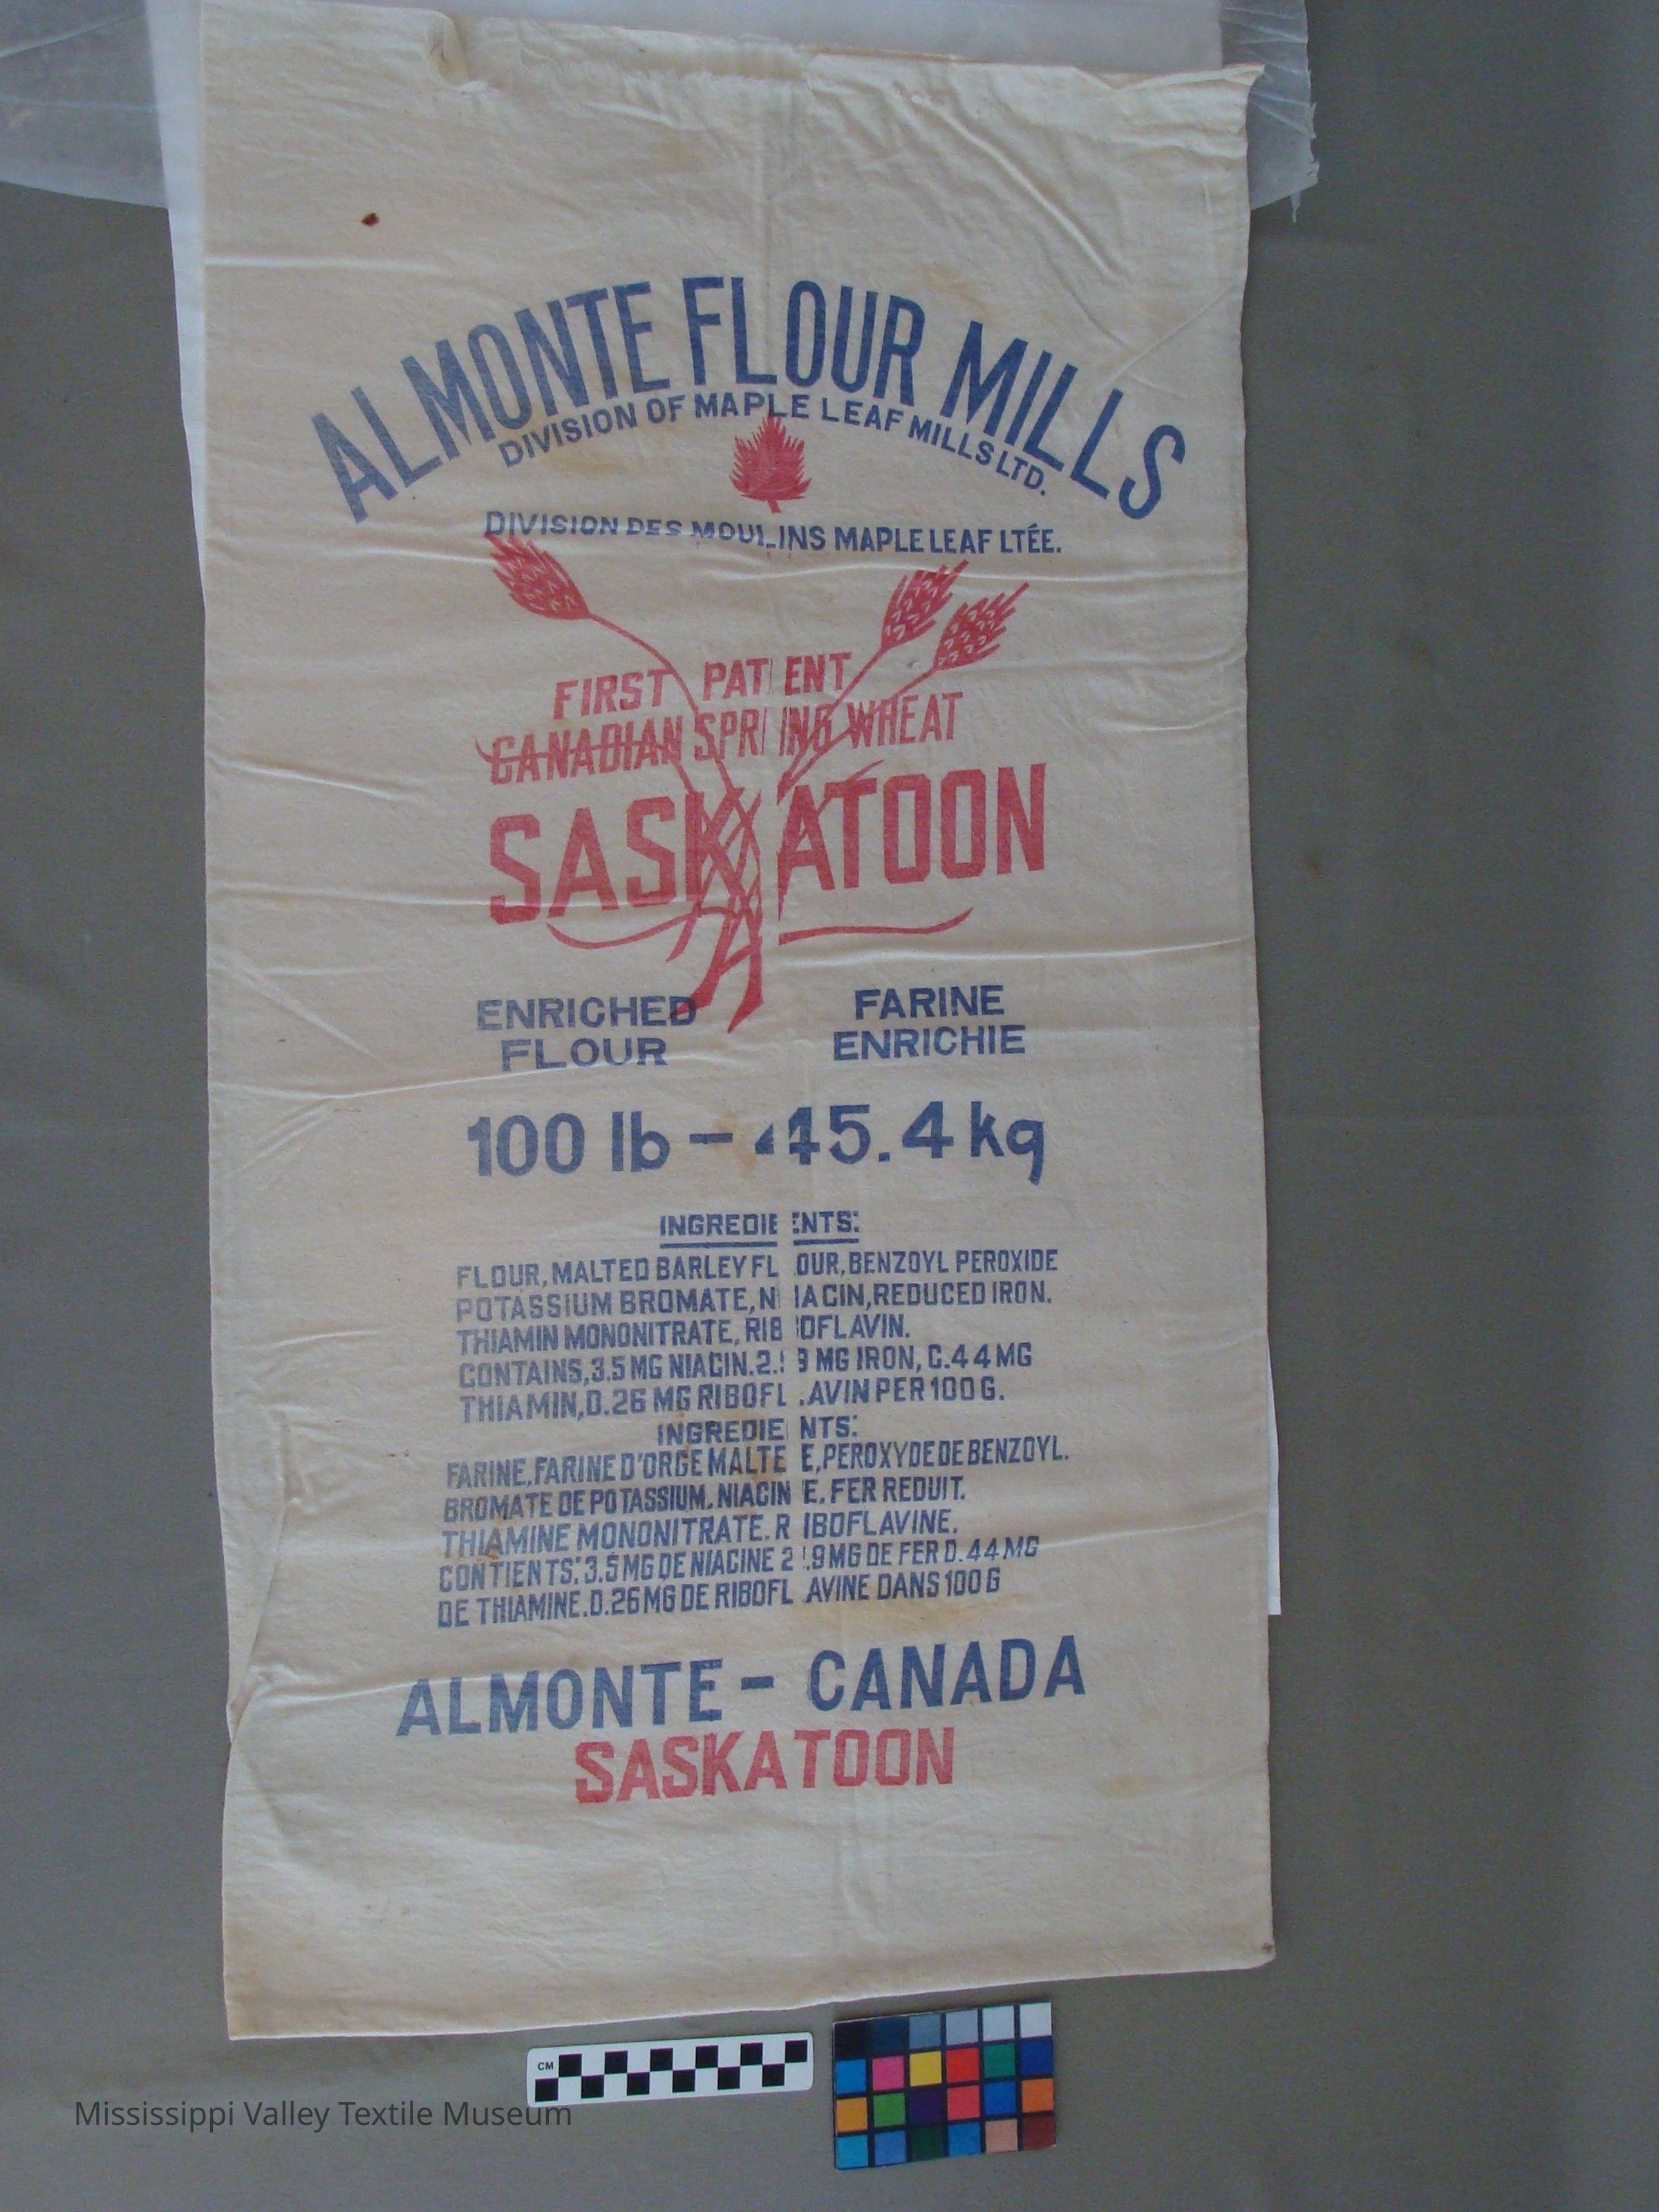 ALMONTE FLOUR MILLS
DIVISION OF MAPLE LEAF MILLS LTD.
DIVISION DES MOULINS MAPLE LEAF LTÉE.
FIRST PATENT
CANADIAN SPRING WHEAT
SASKATOON
ENRICHED
FLOUR
FARINE
ENRICHIE
100 lb - 45.4 kg
INGREDIENTS:
FLOUR, MALTED BARLEY FLOUR, BENZOYL PEROXIDE
POTASSIUM BROMATE, NIACIN, REDUCED IRON.
THIAMIN MONONITRATE, RIBOFLAVIN.
CONTAINS, 3.5 MG NIACIN. 2.9 MG IRON, C.44 MG
THIAMIN, D.26 MG RIBOFLAVIN PER 100 G.
INGREDIENTS:
FARINE, FARINE D'ORGE MALTEE, PEROXYDE DE BENZOYL.
BROMATE DE POTASSIUM. NIACINE, FER REDUIT.
THIAMINE MONONITRATE. RIBOFLAVINE.
CONTIENTS: 3.5 MG DE NIACINE 2.9 MG DE FER D.44 MG
DE THIAMINE. D.26 MG DE RIBOFLAVINE DANS 100 G
ALMONTE - CANADA
SASKATOON
CM
Mississippi Valley Textile Museum